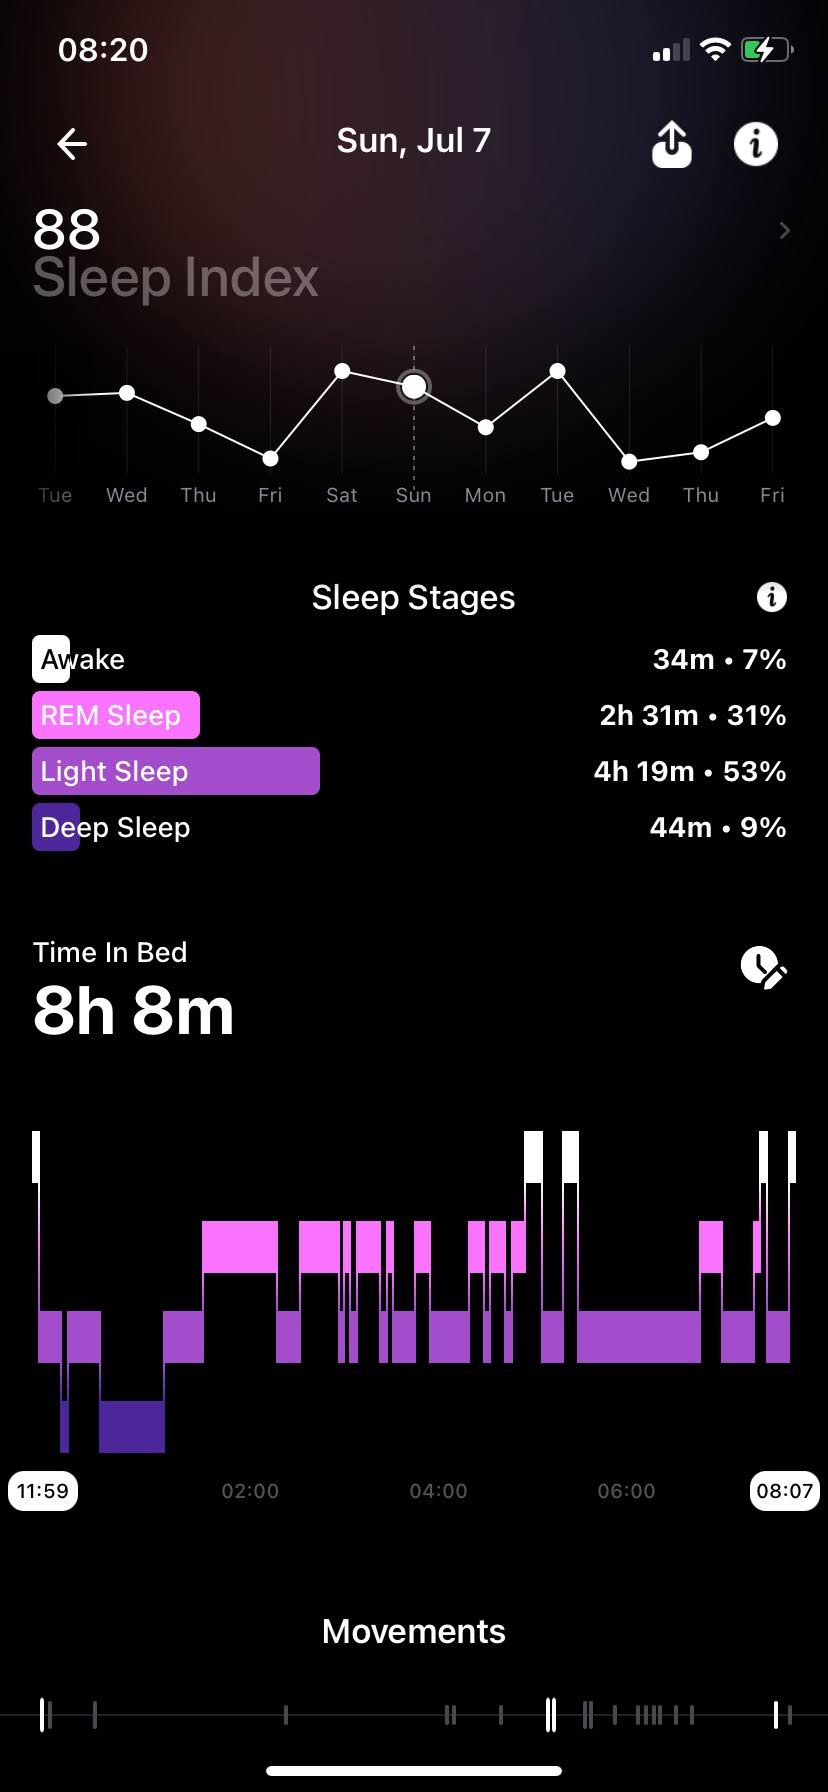 08:20
Sun, Jul 7
88
Sleep Index
Tue Wed Thu Fri Sat Sun Mon Tue Wed Thu Fri
Sleep Stages
Awake 34m • 7%
REM Sleep 2h 31m • 31%
Light Sleep 4h 19m • 53%
Deep Sleep 44m • 9%
Time In Bed
8h 8m
11:59 02:00 04:00 06:00 08:07
Movements